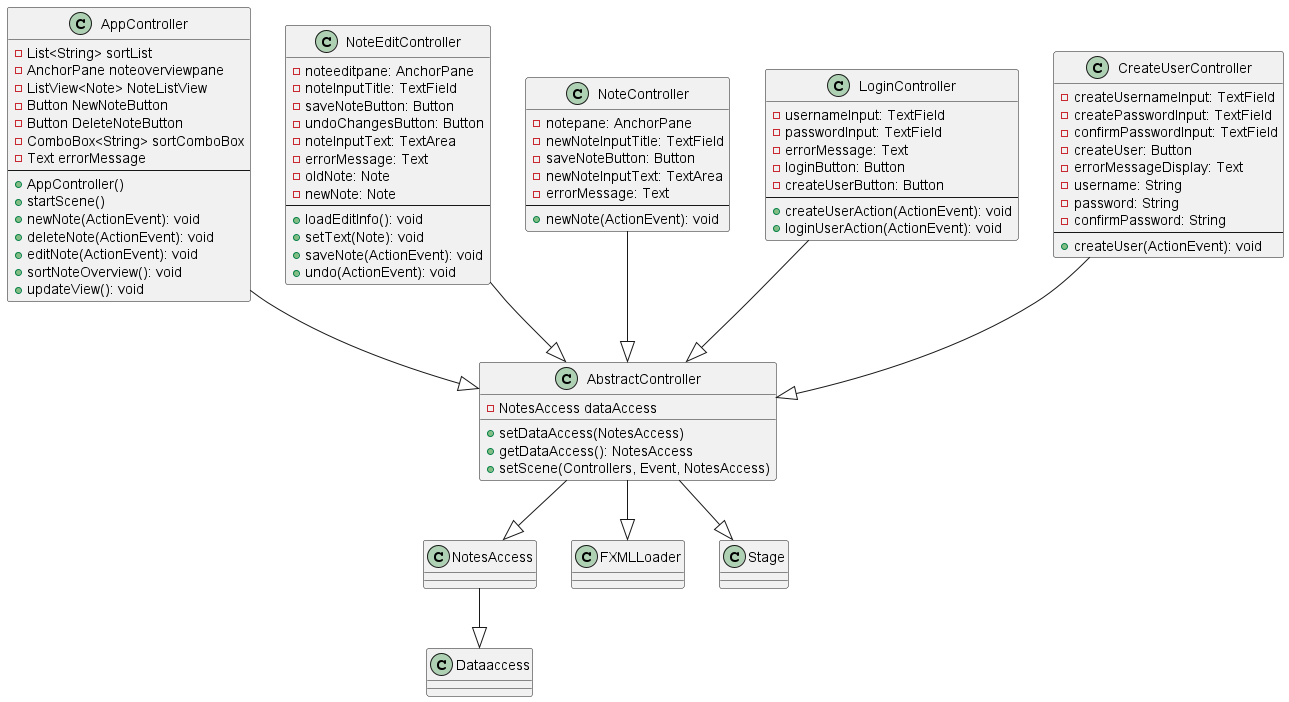 C AppController
List<String> sortList
AnchorPane noteoverviewpane
ListView<Note> NoteListView
Button NewNoteButton
Button DeleteNoteButton
ComboBox<String> sortComboBox
Text errorMessage
AppController()
startScene()
newNote(ActionEvent): void
deleteNote(ActionEvent): void
editNote(ActionEvent): void
sortNoteOverview(): void
updateView(): void
C NoteEditController
noteeditpane: AnchorPane
noteInputTitle: TextField
saveNoteButton: Button
undoChangesButton: Button
noteInputText: TextArea
errorMessage: Text
oldNote: Note
newNote: Note
loadEditInfo(): void
setText(Note): void
saveNote(ActionEvent): void
undo(ActionEvent): void
C NoteController
notepane: AnchorPane
newNoteInputTitle: TextField
saveNoteButton: Button
newNoteInputText: TextArea
errorMessage: Text
newNote(ActionEvent): void
C LoginController
usernameInput: TextField
passwordInput: TextField
errorMessage: Text
loginButton: Button
createUserButton: Button
createUserAction(ActionEvent): void
loginUserAction(ActionEvent): void
C CreateUserController
createUsernameInput: TextField
createPasswordInput: TextField
confirmPasswordInput: TextField
createUser: Button
errorMessageDisplay: Text
username: String
password: String
confirmPassword: String
createUser(ActionEvent): void
C AbstractController
NotesAccess dataAccess
setDataAccess(NotesAccess)
getDataAccess(): NotesAccess
setScene(Controllers, Event, NotesAccess)
C NotesAccess
C FXMLLoader
C Stage
C Dataaccess